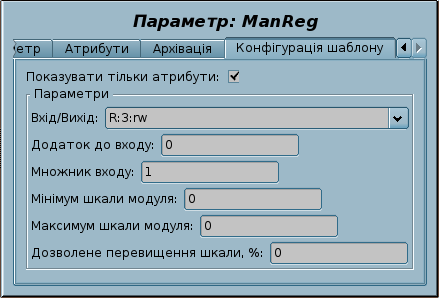 Параметр: ManReg
етр Атрибути Архівація Конфігурація шаблону
Показувати тільки атрибути:
Параметри
Вхід/Вихід: R:3:rw
Додаток до входу: 0
Множник входу: 1
Мінімум шкали модуля: 0
Максимум шкали модуля: 0
Дозволене перевищення шкали, %: 0